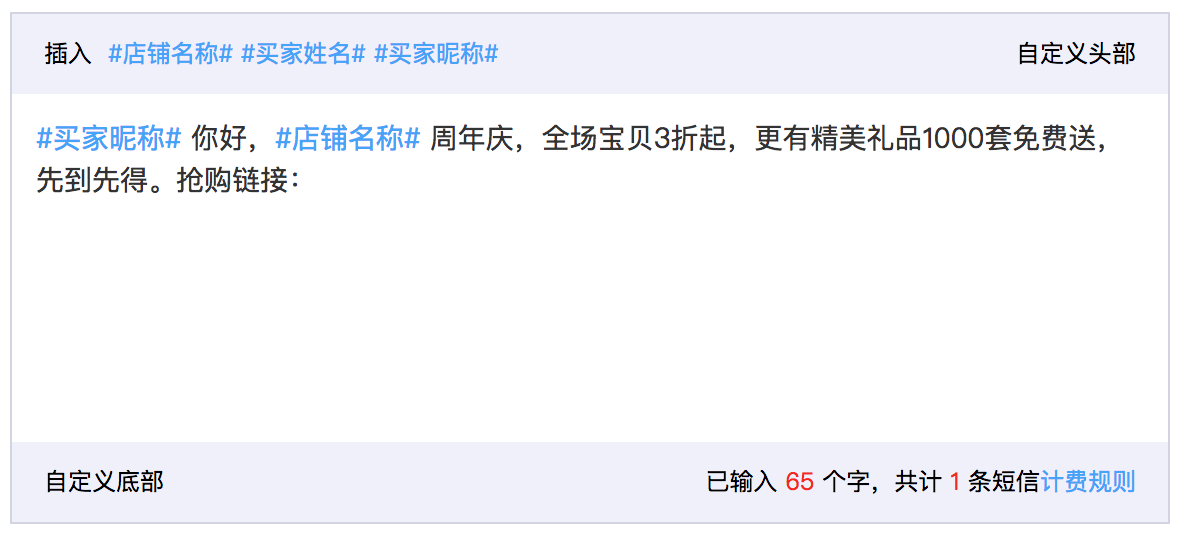 插入 #店铺名称# #买家姓名# #买家昵称# 自定义头部
#买家昵称# 你好，#店铺名称# 周年庆，全场宝贝3折起，更有精美礼品1000套免费送，
先到先得。抢购链接：
自定义底部 已输入 65 个字，共计 1 条短信计费规则